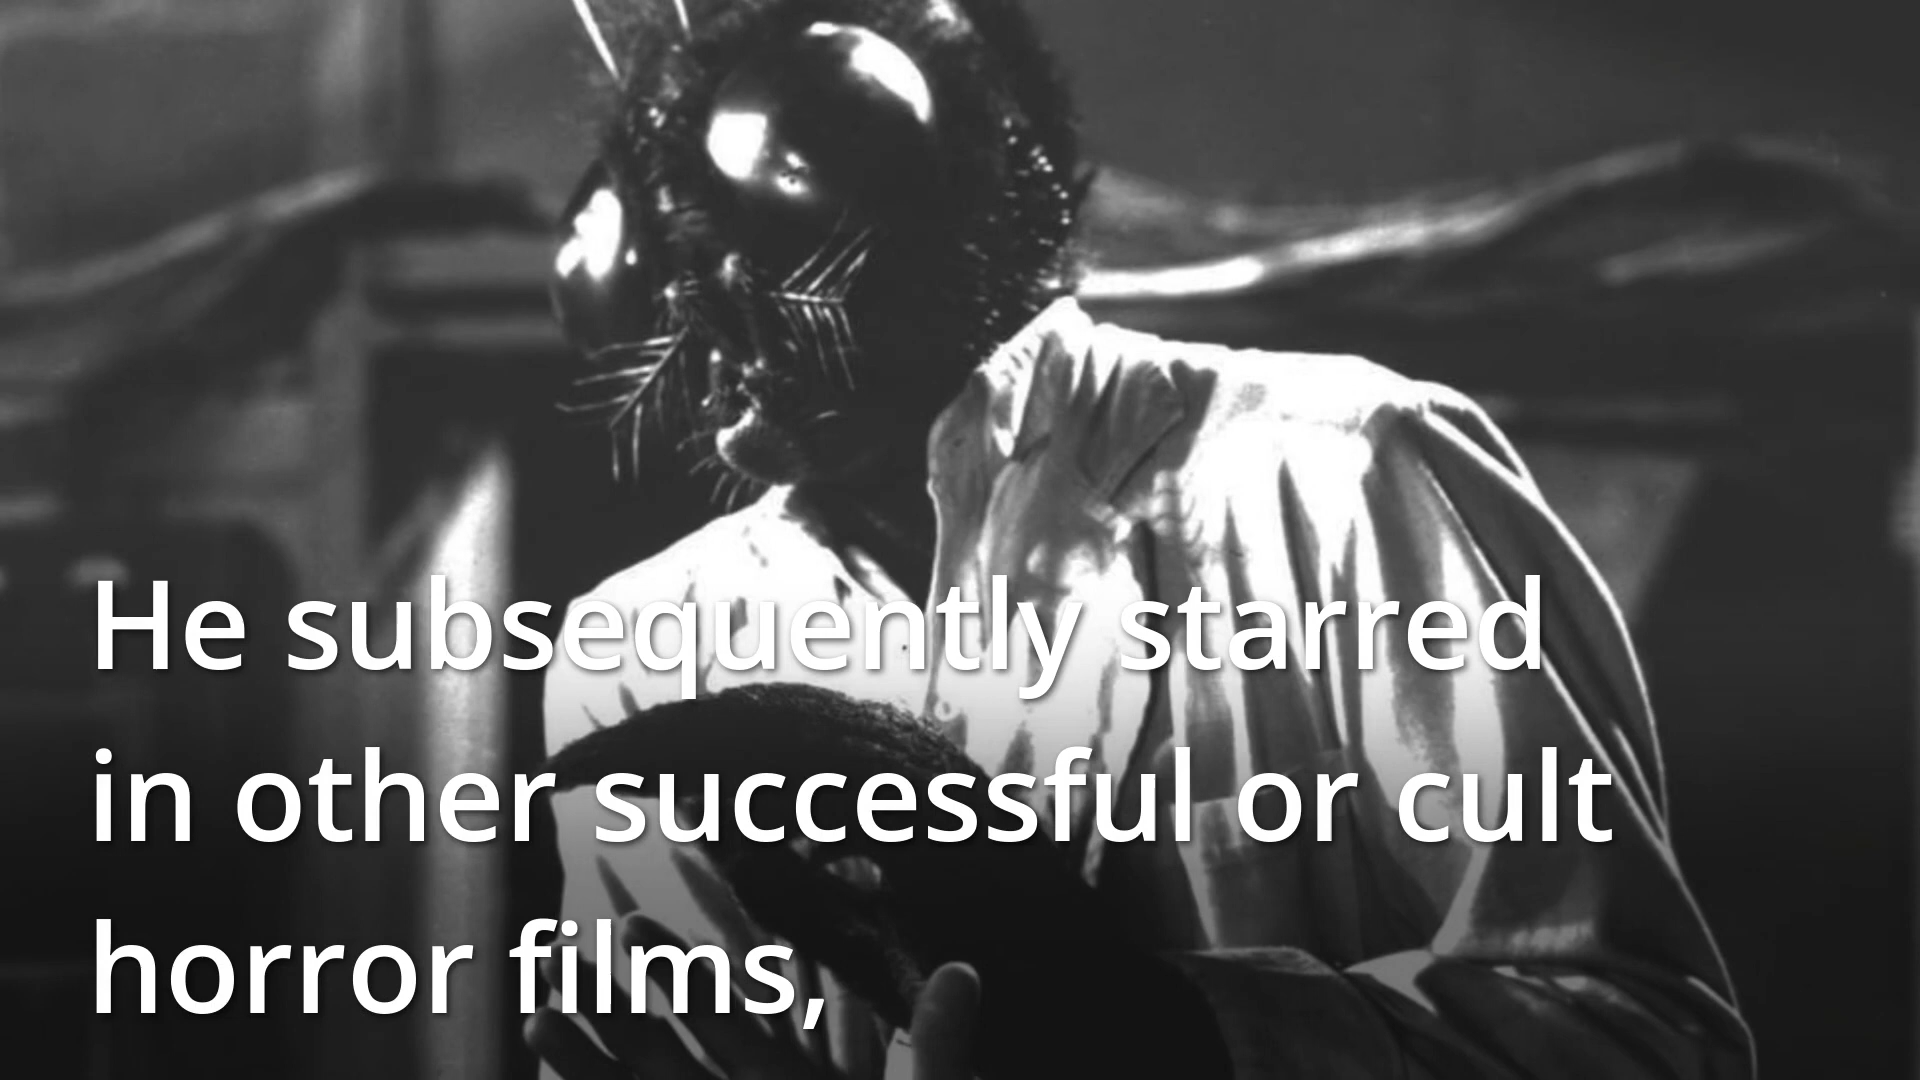 He subsequently starred
in other successful or cult
horror films,